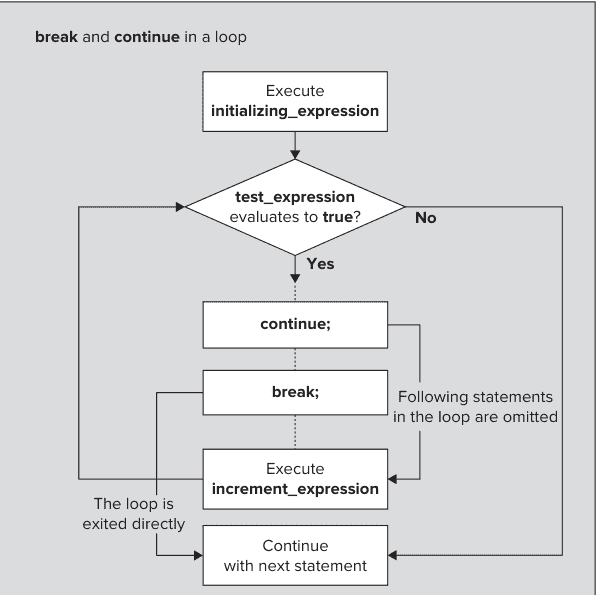 break and continue in a loop
Execute
initializing_expression
test_expression
evaluates to true?
No
Yes
continue;
break;
Following statements
in the loop are omitted
Execute
increment_expression
The loop is
exited directly
Continue
with next statement